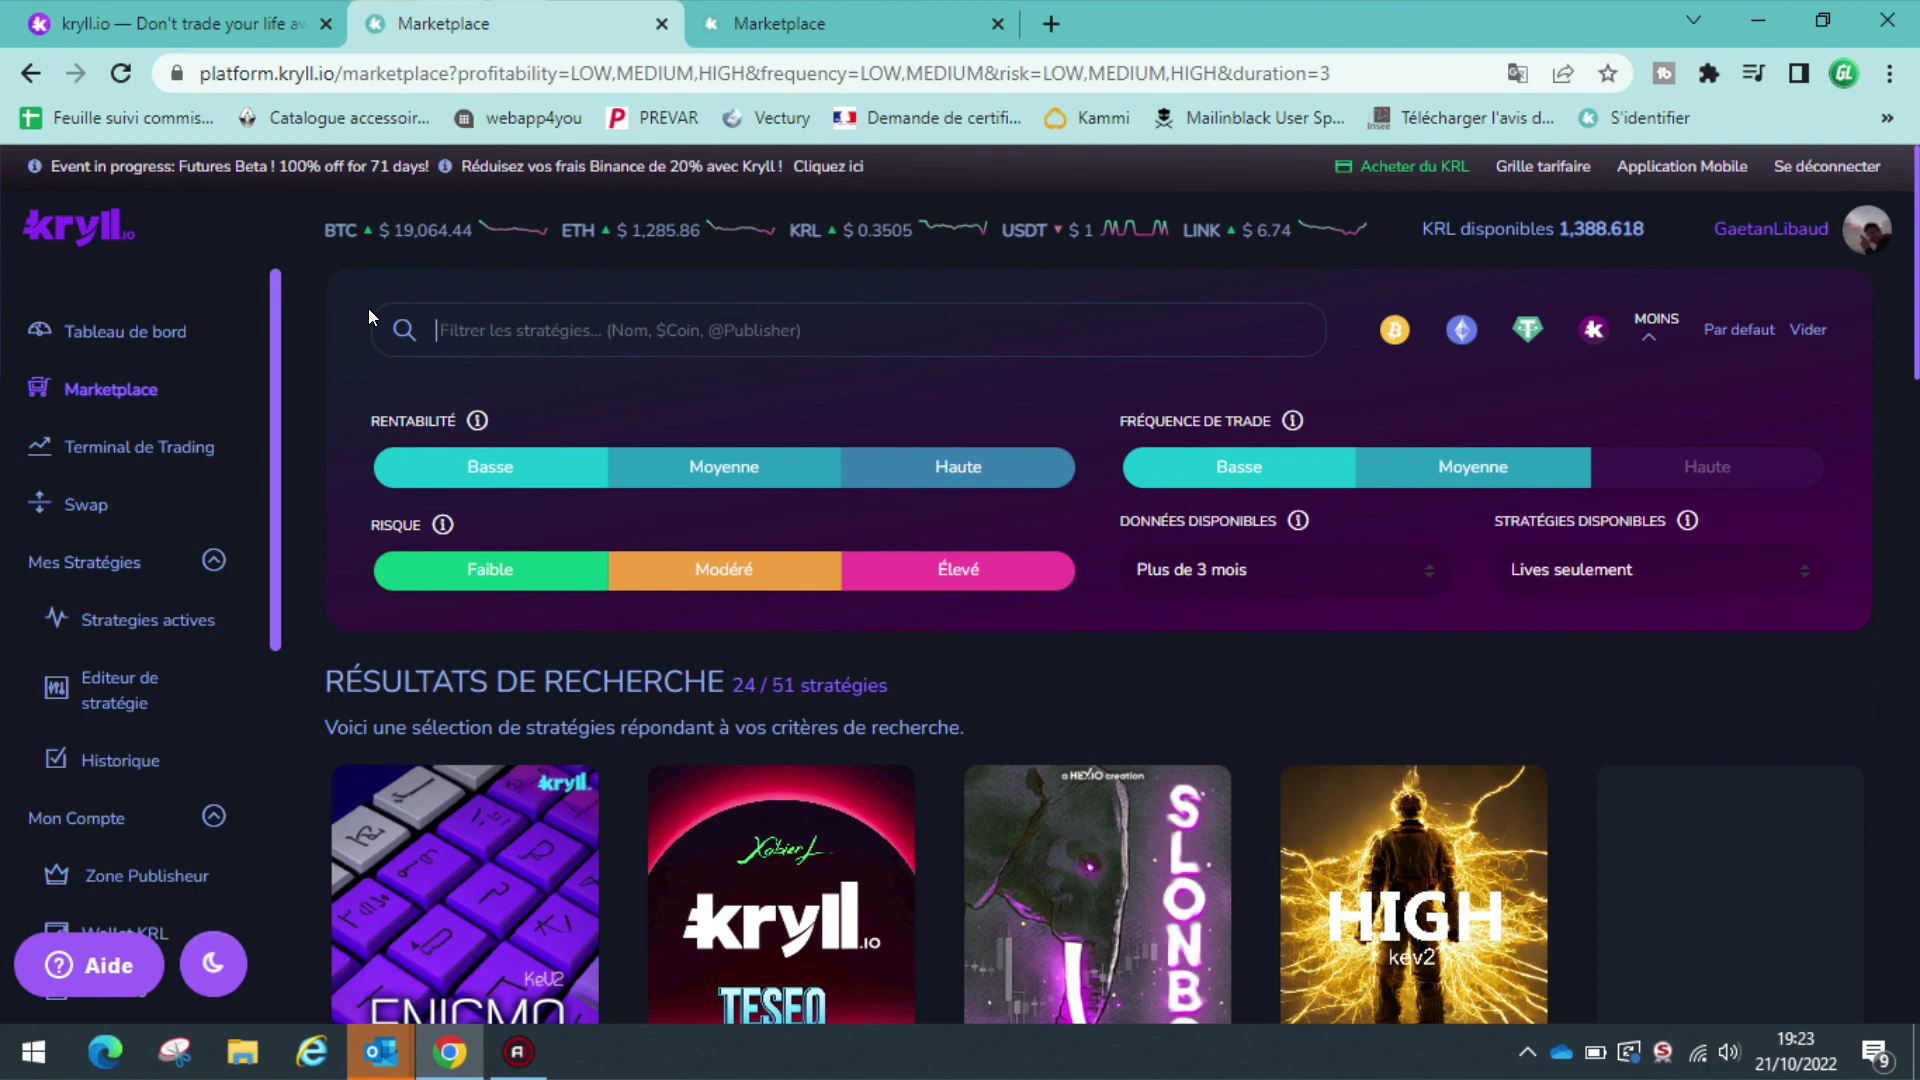 kryll.io — Don't trade your life aw
Marketplace
Marketplace
platform.kryll.io/marketplace?profitability=LOW,MEDIUM,HIGH&frequency=LOW,MEDIUM&risk=LOW,MEDIUM,HIGH&duration=3
GL
Feuille suivi commis...
Catalogue accessoir...
webapp4you
PREVAR
Vectury
Demande de certifi...
Kammi
Mailinblack User Sp...
Télécharger l'avis d...
S'identifier
»
Event in progress: Futures Beta ! 100% off for 71 days!
Réduisez vos frais Binance de 20% avec Kryll ! Cliquez ici
Acheter du KRL
Grille tarifaire
Application Mobile
Se déconnecter
kryll.io
BTC ▲ $ 19,064.44
ETH ▲ $ 1,285.86
KRL ▲ $ 0.3505
USDT ▼ $ 1
LINK ▲ $ 6.74
KRL disponibles 1,388.618
GaetanLibaud
Tableau de bord
Marketplace
Terminal de Trading
Swap
Mes Stratégies
Strategies actives
Editeur de
stratégie
Historique
Mon Compte
Zone Publisheur
Wallet KRL
Aide
Filtrer les stratégies... (Nom, $Coin, @Publisher)
MOINS
Par defaut
Vider
RENTABILITÉ
Basse
Moyenne
Haute
FRÉQUENCE DE TRADE
Basse
Moyenne
Haute
RISQUE
Faible
Modéré
Élevé
DONNÉES DISPONIBLES
Plus de 3 mois
STRATÉGIES DISPONIBLES
Lives seulement
RÉSULTATS DE RECHERCHE 24 / 51 stratégies
Voici une sélection de stratégies répondant à vos critères de recherche.
kryll.
KeV2
ENIGMO
XabierL
kryll.io
TESEO
a HEXIO creation
SLONB
HIGH
kev2
19:23
21/10/2022
9